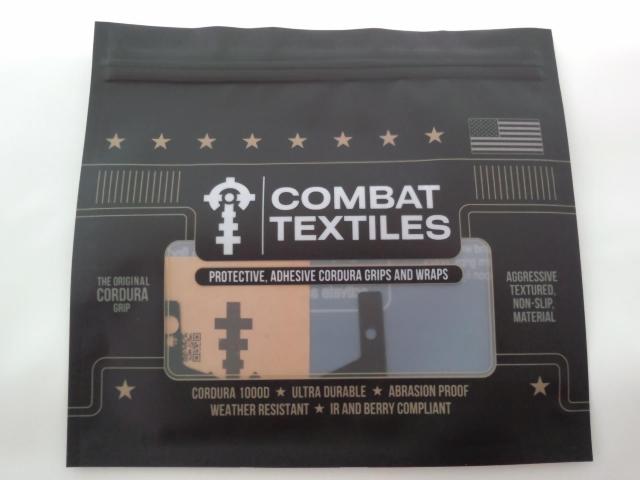 COMBAT
TEXTILES
PROTECTIVE, ADHESIVE CORDURA GRIPS AND WRAPS
THE ORIGINAL
CORDURA
GRIP
AGGRESSIVE
TEXTURED,
NON-SLIP,
MATERIAL
CORDURA 1000D ★ ULTRA DURABLE ★ ABRASION PROOF
WEATHER RESISTANT ★ IR AND BERRY COMPLIANT